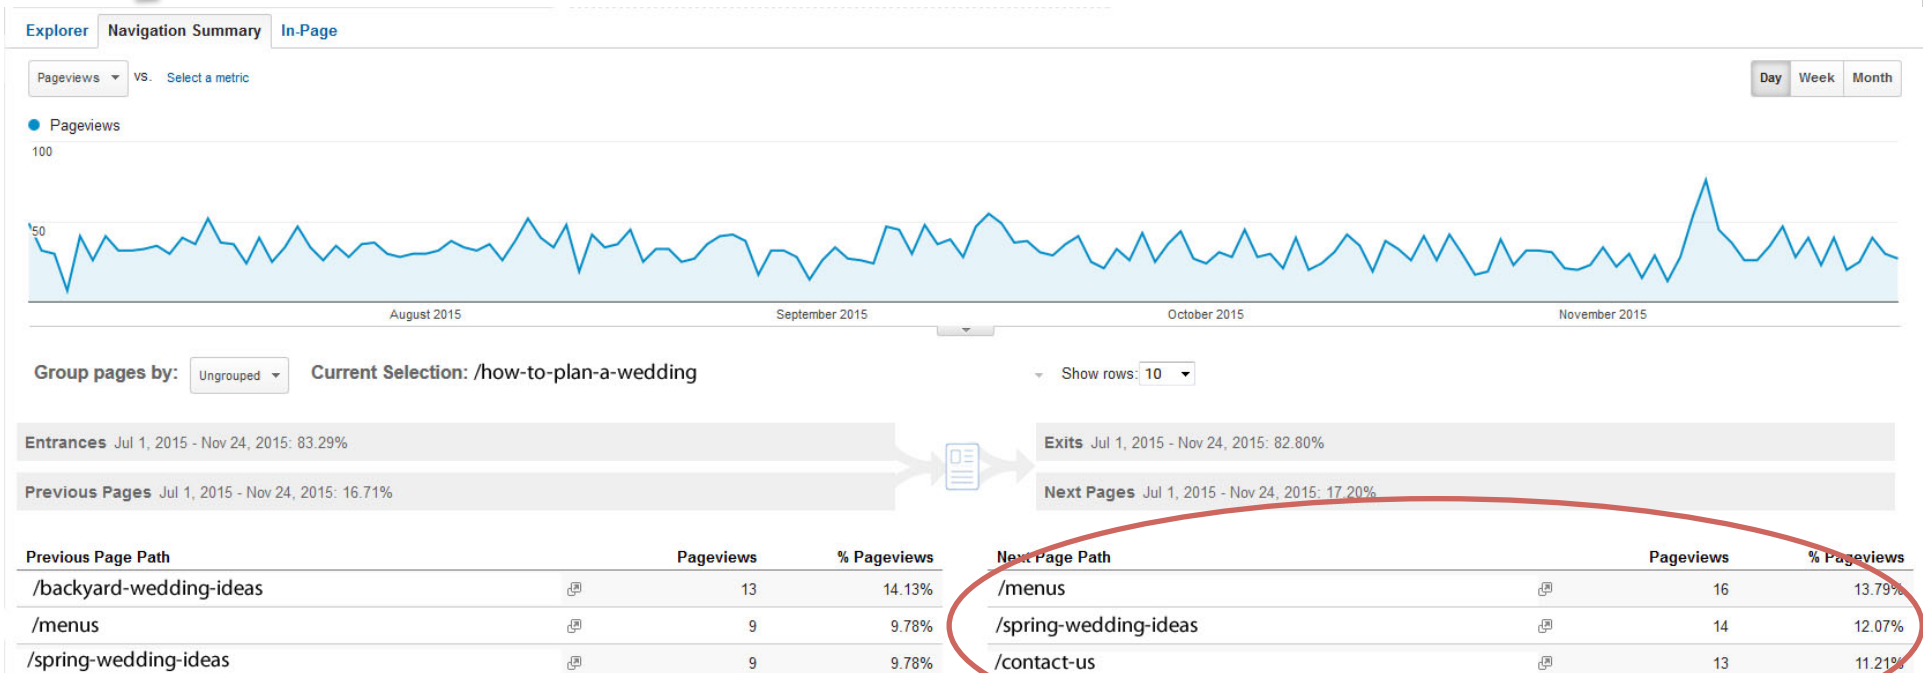 Explorer Navigation Summary In-Page
Pageviews VS. Select a metric Day Week Month
Pageviews
100
50
August 2015 September 2015 October 2015 November 2015
Group pages by: Ungrouped Current Selection: /how-to-plan-a-wedding Show rows: 10
Entrances Jul 1, 2015 - Nov 24, 2015: 83.29% Exits Jul 1, 2015 - Nov 24, 2015: 82.80%
Previous Pages Jul 1, 2015 - Nov 24, 2015: 16.71% Next Pages Jul 1, 2015 - Nov 24, 2015: 17.20%
Previous Page Path Pageviews % Pageviews Next Page Path Pageviews % Pageviews
/backyard-wedding-ideas 13 14.13% /menus 16 13.79%
/menus 9 9.78% /spring-wedding-ideas 14 12.07%
/spring-wedding-ideas 9 9.78% /contact-us 13 11.21%